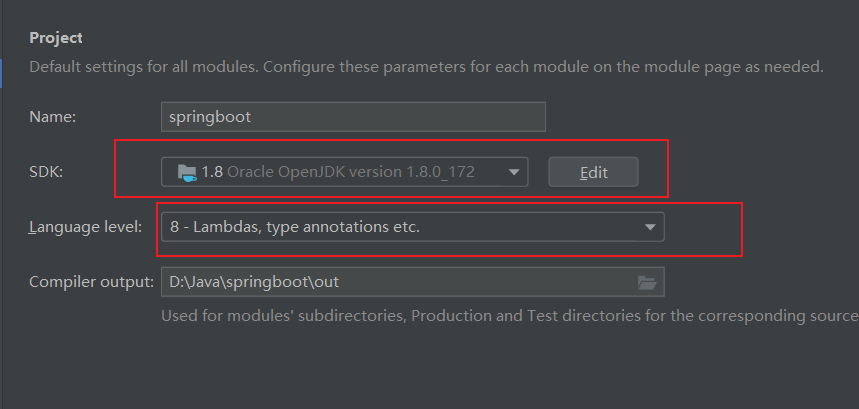 Project
Default settings for all modules. Configure these parameters for each module on the module page as needed.
Name: springboot
SDK: 1.8 Oracle OpenJDK version 1.8.0_172 Edit
Language level: 8 - Lambdas, type annotations etc.
Compiler output: D:\Java\springboot\out
Used for modules' subdirectories, Production and Test directories for the corresponding source